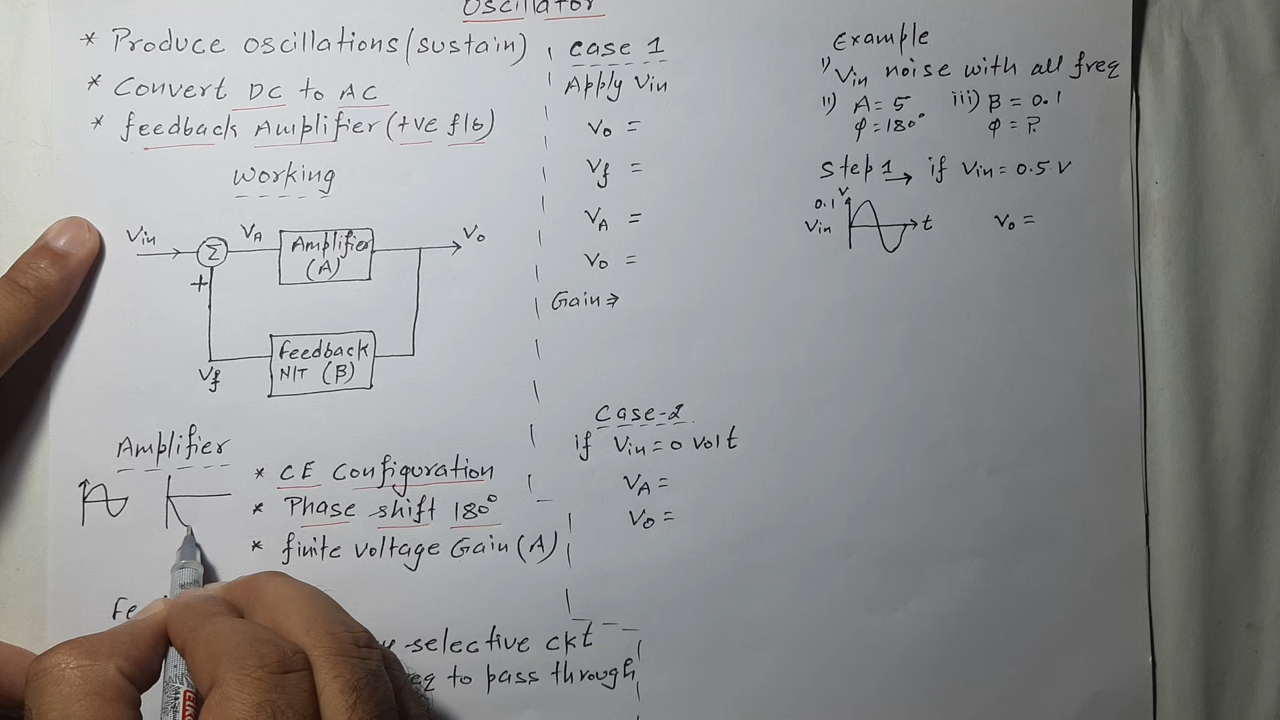 Oscillator
* Produce oscillations (sustain)
* Convert DC to AC
* feedback Amplifier (+ve f/b)
Working
Vin
Σ
+
VA
Amplifier
(A)
Vo
Vf
feedback
N/T (β)
Amplifier
* CE Configuration
* Phase shift 180°
* finite voltage Gain (A)
selective ckt
to pass through
Case 1
Apply Vin
Vo =
Vf =
VA =
Vo =
Gain ⇒
Case-2
if Vin = 0 volt
VA =
Vo =
Example
i) Vin noise with all freq
ii) A = 5 iii) β = 0.1
φ = 180° φ = ?
Step 1 → if Vin = 0.5 V
0.1 V
Vin
t
Vo =